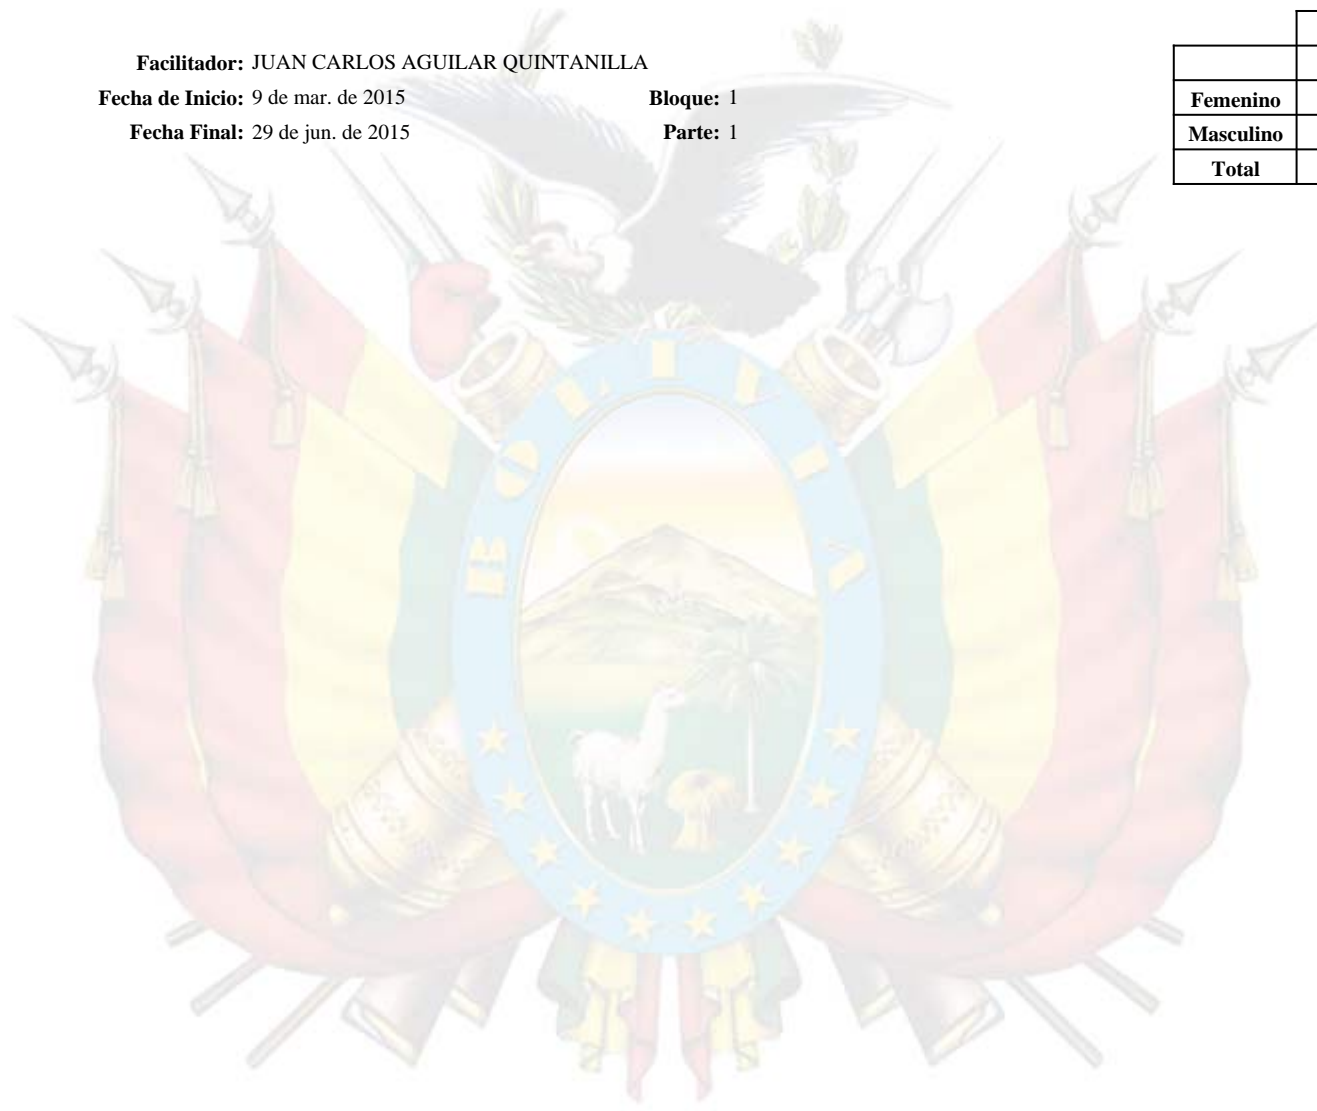 Facilitador: JUAN CARLOS AGUILAR QUINTANILLA
Fecha de Inicio: 9 de mar. de 2015 Bloque: 1
Fecha Final: 29 de jun. de 2015 Parte: 1
Femenino
Masculino
Total
BOLIVIA